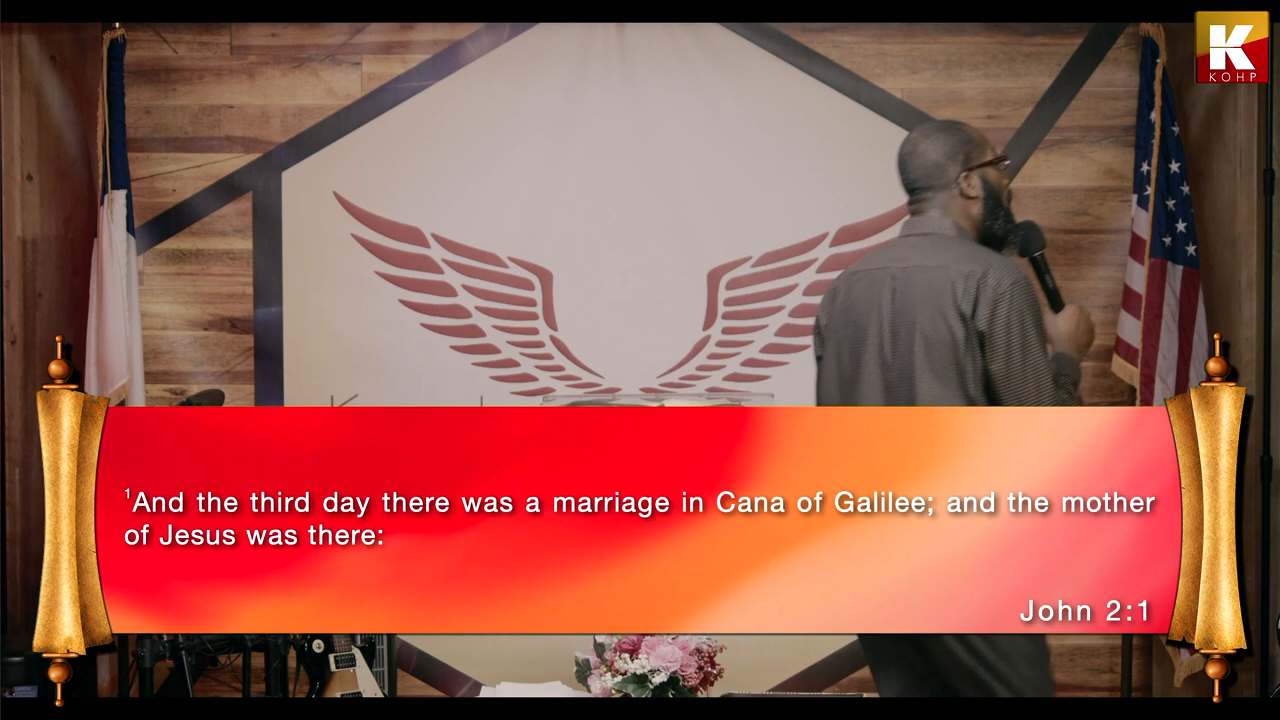 K
KOHP
¹And the third day there was a marriage in Cana of Galilee; and the mother
of Jesus was there:
John 2:1